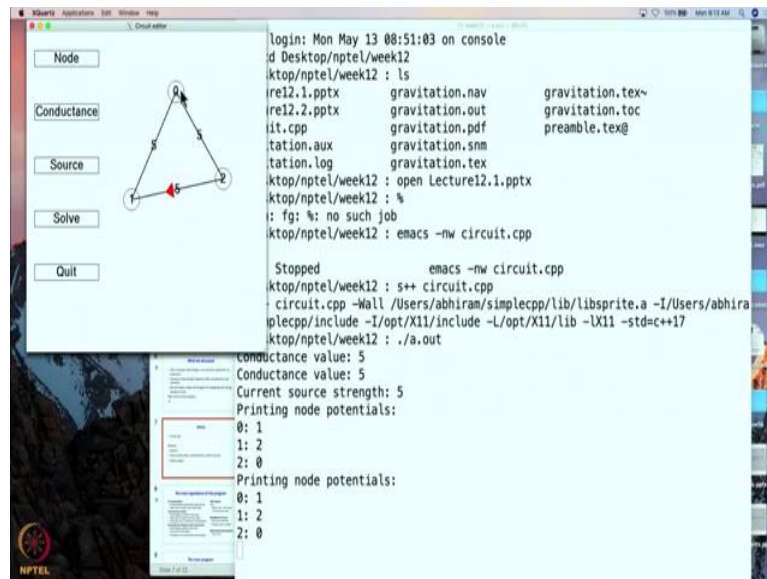 XQuartz Applications Edit Window Help
Circuit editor
Node
Conductance
Source
Solve
Quit
0
5
5
5
1
2
login: Mon May 13 08:51:03 on console
d Desktop/nptel/week12
ktop/nptel/week12 : ls
re12.1.pptx gravitation.nav gravitation.tex~
re12.2.pptx gravitation.out gravitation.toc
it.cpp gravitation.pdf preamble.tex@
tation.aux gravitation.snm
tation.log gravitation.tex
ktop/nptel/week12 : open Lecture12.1.pptx
ktop/nptel/week12 : %
: fg: %: no such job
ktop/nptel/week12 : emacs -nw circuit.cpp
Stopped emacs -nw circuit.cpp
ktop/nptel/week12 : s++ circuit.cpp
circuit.cpp -Wall /Users/abhiram/simplecpp/lib/libsprite.a -I/Users/abhira
plecpp/include -I/opt/X11/include -L/opt/X11/lib -lX11 -std=c++17
ktop/nptel/week12 : ./a.out
Conductance value: 5
Conductance value: 5
Current source strength: 5
Printing node potentials:
0: 1
1: 2
2: 0
Printing node potentials:
0: 1
1: 2
2: 0
NPTEL